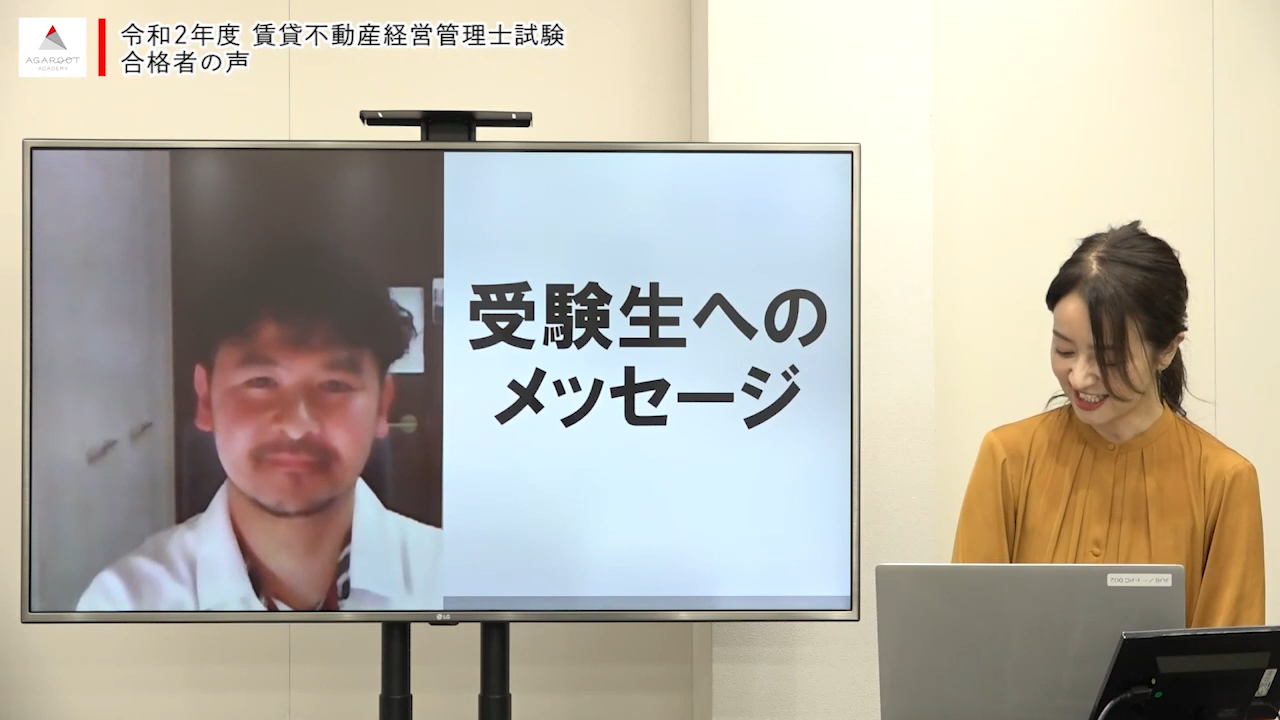 令和2年度 賃貸不動産経営管理士試験
合格者の声
AGAROOT
ACADEMY
受験生への
メッセージ
LG